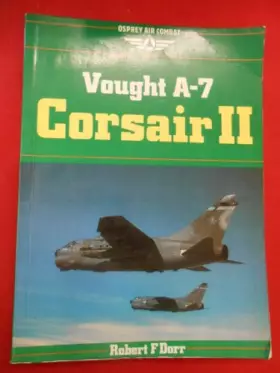 OSPREY AIR COMBAT
Vought A-7
Corsair II
Robert F Dorr